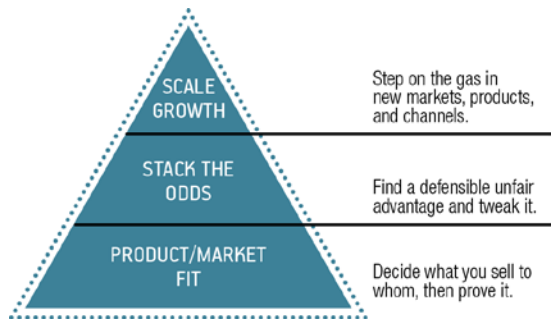 SCALE
GROWTH
Step on the gas in
new markets, products,
and channels.
STACK THE
ODDS
Find a defensible unfair
advantage and tweak it.
PRODUCT/MARKET
FIT
Decide what you sell to
whom, then prove it.